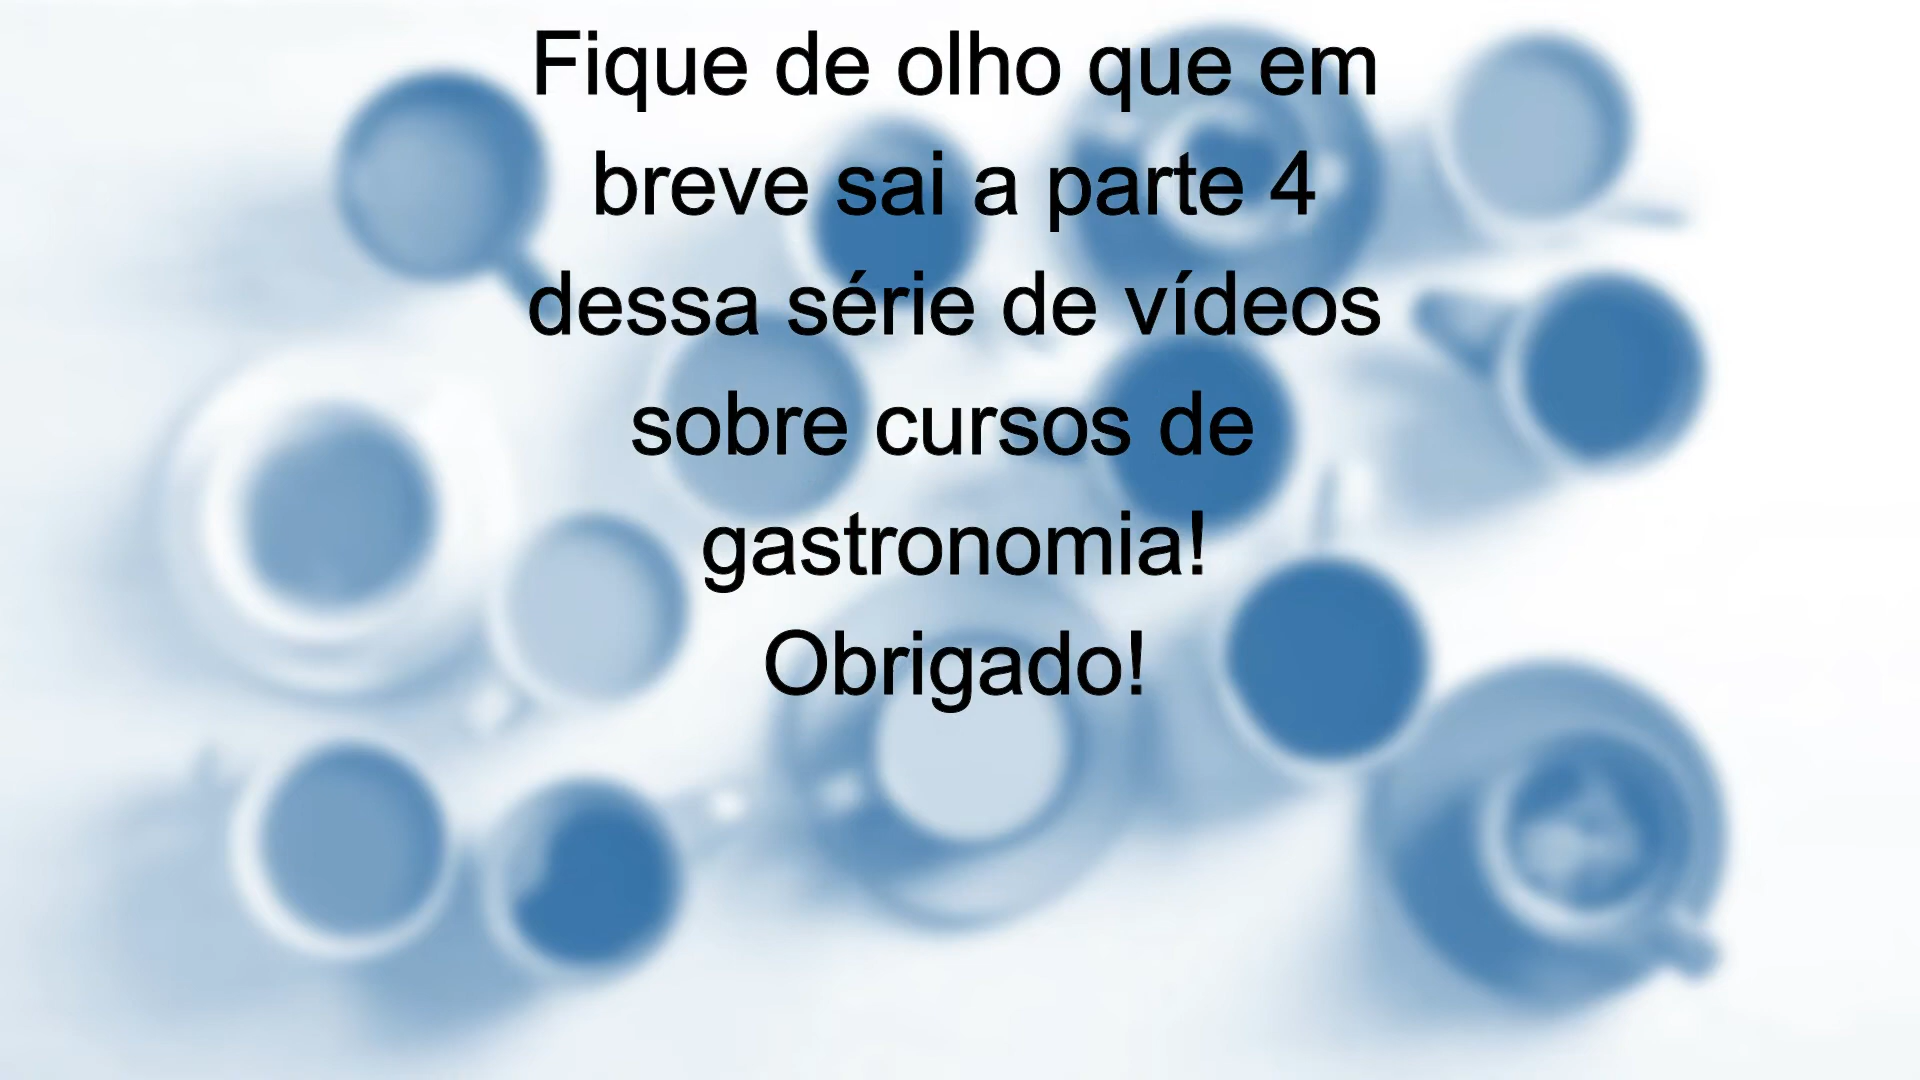 Fique de olho que em
breve sai a parte 4
dessa série de vídeos
sobre cursos de
gastronomia!
Obrigado!